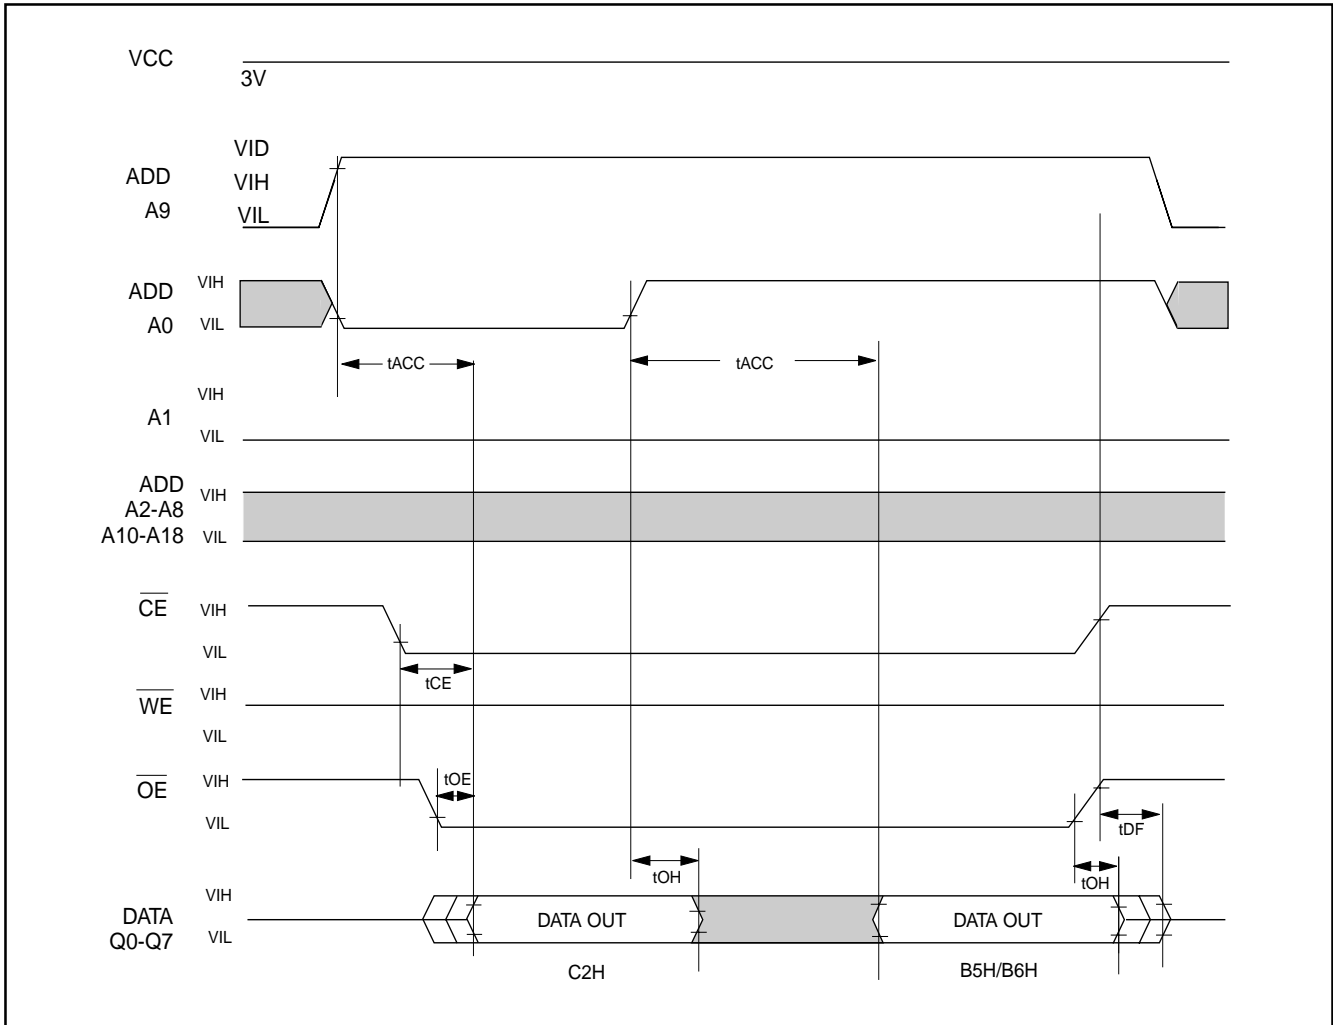 VCC
3V
VID
ADD
VIH
A9
VIL
VIH
ADD
A0
VIL
tACC
tACC
VIH
A1
VIL
ADD
VIH
A2-A8
A10-A18
VIL
CE
VIH
VIL
tCE
WE
VIH
VIL
OE
VIH
tOE
VIL
tDF
tOH
tOH
VIH
DATA
DATA OUT
DATA OUT
Q0-Q7
VIL
C2H
B5H/B6H